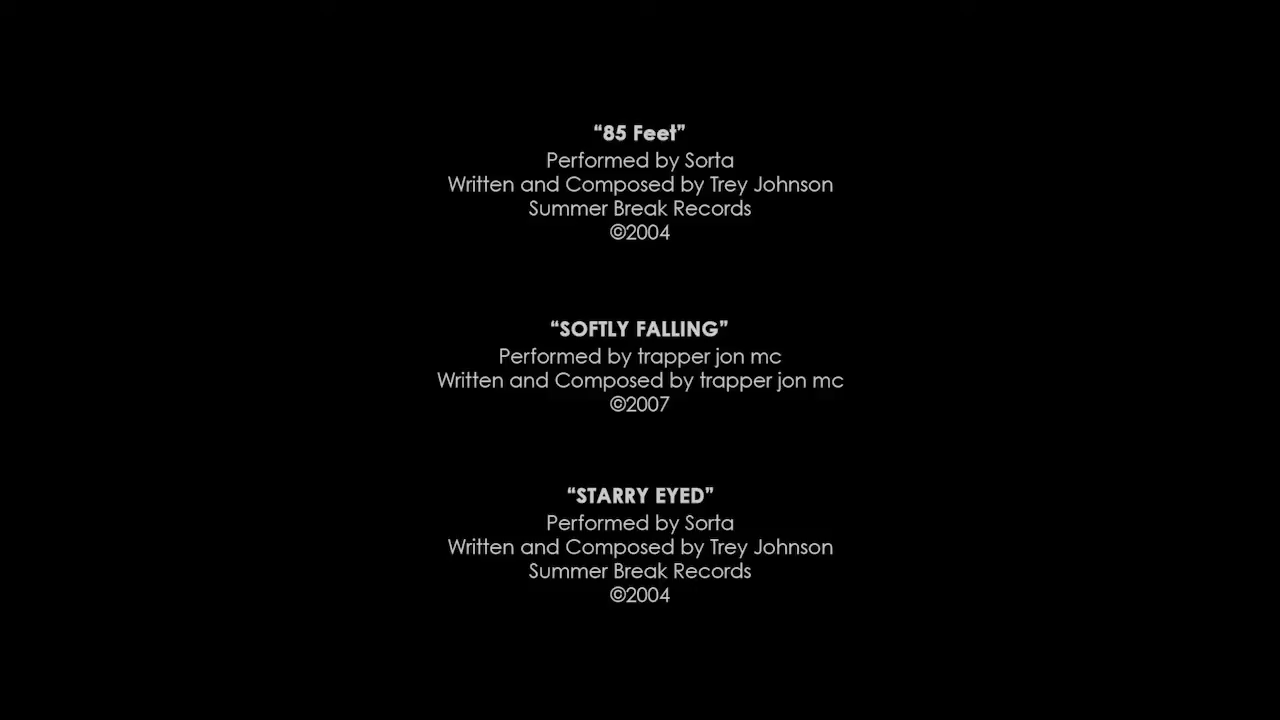 “85 Feet”
Performed by Sorta
Written and Composed by Trey Johnson
Summer Break Records
©2004
“SOFTLY FALLING”
Performed by trapper jon mc
Written and Composed by trapper jon mc
©2007
“STARRY EYED”
Performed by Sorta
Written and Composed by Trey Johnson
Summer Break Records
©2004